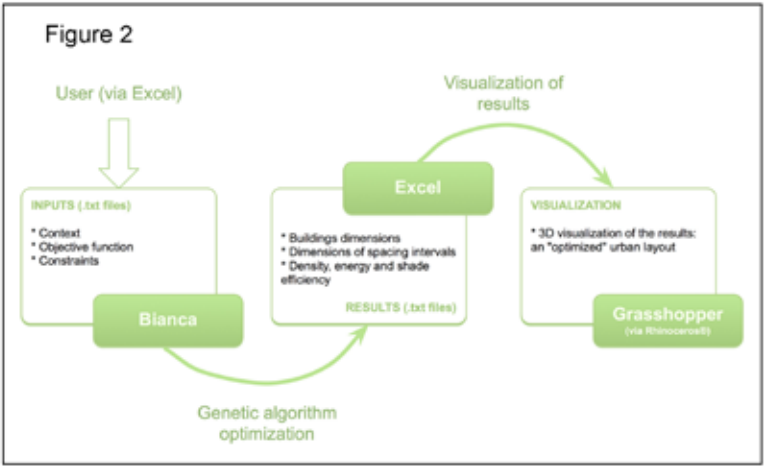 Figure 2
User (via Excel)
INPUTS (.txt files)
* Context
* Objective function
* Constraints
Bianca
Genetic algorithm
optimization
Excel
* Buildings dimensions
* Dimensions of spacing intervals
* Density, energy and shade
efficiency
RESULTS (.txt files)
Visualization of
results
VISUALIZATION
* 3D visualization of the results:
an "optimized" urban layout
Grasshopper
(via Rhinoceros®)